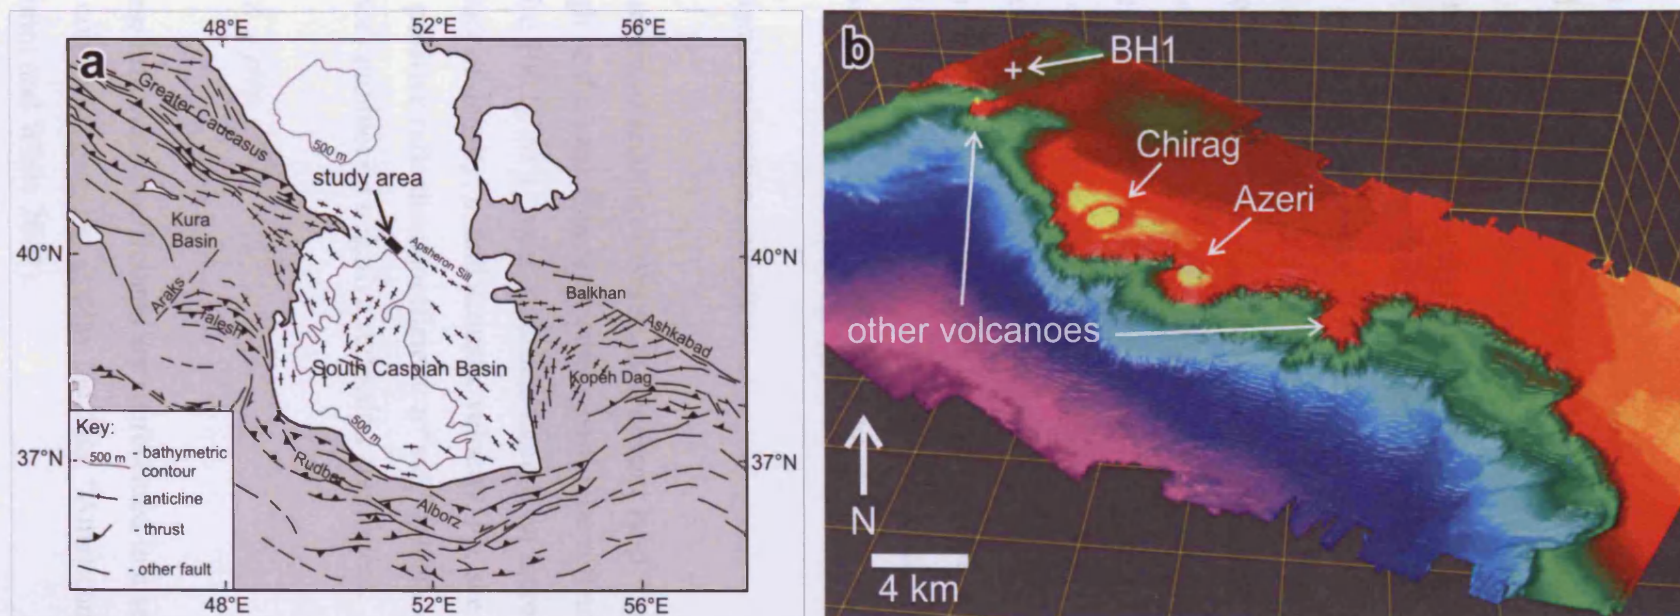 a
48°E
52°E
56°E
Greater Caucasus
500 m
study area
Kura
Basin
40°N
40°N
Apsheron Sill
Araks
Talesh
Balkhan
Ashkabad
South Caspian Basin
Kopeh Dag
Key:
500 m - bathymetric
contour
- anticline
- thrust
- other fault
500 m
37°N
37°N
Rudbar
Alborz
48°E
52°E
56°E
b
BH1
Chirag
Azeri
other volcanoes
N
4 km